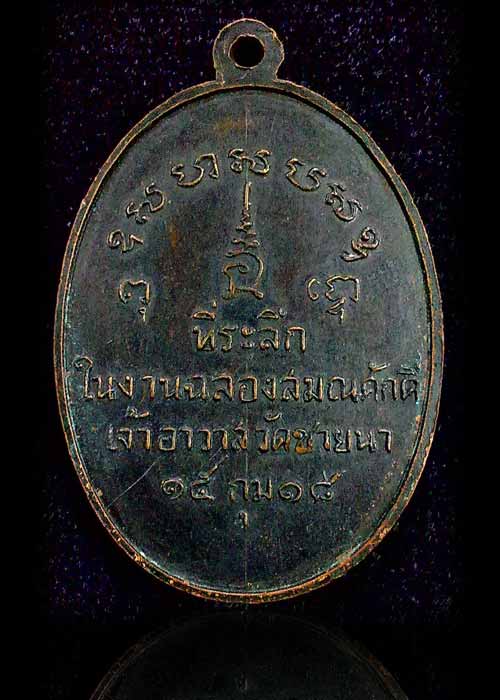 ที่ระลึก
ในงานฉลองสมณศักดิ์
เจ้าอาวาสวัดชายนา
๑๕ กุม ๑๘